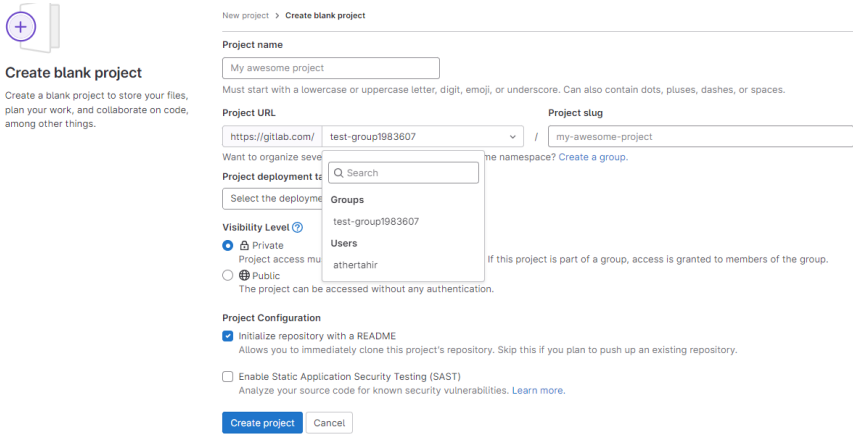 New project > Create blank project
Create blank project
Create a blank project to store your files,
plan your work, and collaborate on code,
among other things.
Project name
My awesome project
Must start with a lowercase or uppercase letter, digit, emoji, or underscore. Can also contain dots, pluses, dashes, or spaces.
Project URL
Project slug
https://gitlab.com/ test-group1983607 / my-awesome-project
Want to organize seve me namespace? Create a group.
Project deployment ta
Select the deployme
Search
Groups
test-group1983607
Users
athertahir
Visibility Level
Private
Project access mu If this project is part of a group, access is granted to members of the group.
Public
The project can be accessed without any authentication.
Project Configuration
Initialize repository with a README
Allows you to immediately clone this project's repository. Skip this if you plan to push up an existing repository.
Enable Static Application Security Testing (SAST)
Analyze your source code for known security vulnerabilities. Learn more.
Create project Cancel